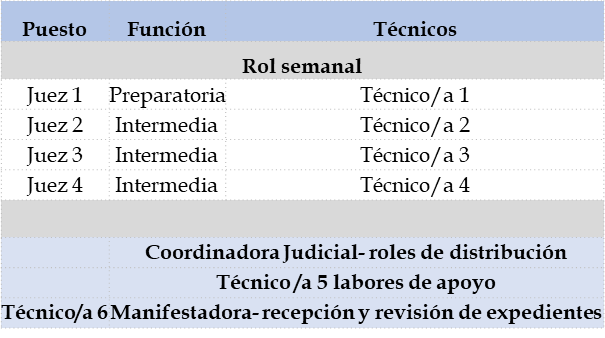 Puesto Función Técnicos
Rol semanal
Juez 1 Preparatoria Técnico/a 1
Juez 2 Intermedia Técnico/a 2
Juez 3 Intermedia Técnico/a 3
Juez 4 Intermedia Técnico/a 4
Coordinadora Judicial- roles de distribución
Técnico /a 5 labores de apoyo
Técnico/a 6 Manifestadora- recepción y revisión de expedientes